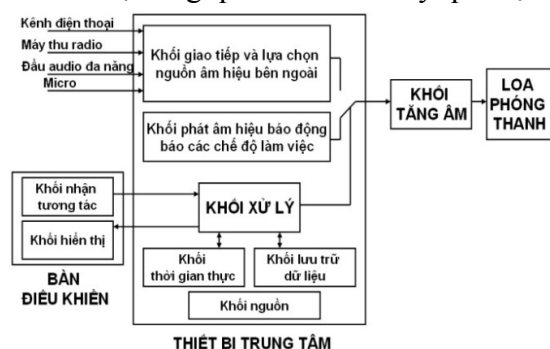 Kênh điện thoại
Máy thu radio
Đầu audio đa năng
Micro
Khối giao tiếp và lựa chọn
nguồn âm hiệu bên ngoài
Khối phát âm hiệu báo động
báo các chế độ làm việc
KHỐI
TĂNG ÂM
LOA
PHÓNG
THANH
Khối nhận
tương tác
Khối hiển thị
BÀN
ĐIỀU KHIỂN
KHỐI XỬ LÝ
Khối
thời gian thực
Khối lưu trữ
dữ liệu
Khối nguồn
THIẾT BỊ TRUNG TÂM